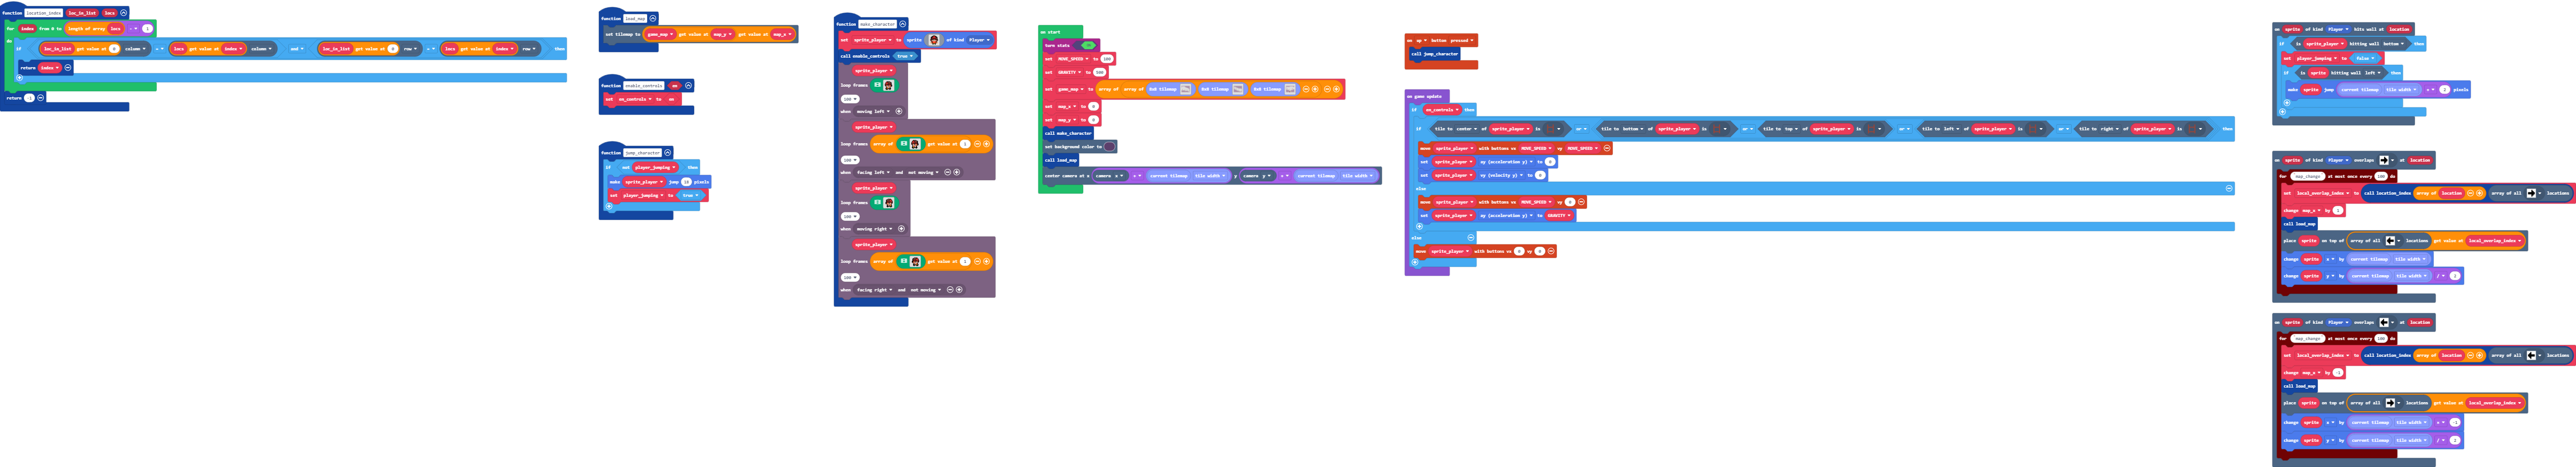 function location_index loc_in_list locs
for index from 0 to length of array locs - 1
do
if loc_in_list get value at 0 column = locs get value at index column and loc_in_list get value at 0 row = locs get value at index row then
return index
return -1
function load_map
set tilemap to game_map get value at map_y get value at map_x
function enable_controls en
set en_controls to en
function jump_character
if not player_jumping then
make sprite_player jump pixels
set player_jumping to true
function make_character
set sprite_player to sprite of kind Player
call enable_controls true
sprite_player
loop frames
100
when moving left
sprite_player
loop frames array of get value at
100
when facing left and not moving
sprite_player
loop frames
100
when moving right
sprite_player
loop frames array of get value at
100
when facing right and not moving
on start
turn stats
set MOVE_SPEED to 100
set GRAVITY to 500
set game_map to array of array of 8x8 tilemap 8x8 tilemap 8x8 tilemap
set map_x to 0
set map_y to 0
call make_character
set background color to
call load_map
center camera at x camera x + current tilemap tile width y camera y + current tilemap tile width
on up button pressed
call jump_character
on game update
if en_controls then
if tile to center of sprite_player is or tile to bottom of sprite_player is or tile to top of sprite_player is or tile to left of sprite_player is or tile to right of sprite_player is then
move sprite_player with buttons vx MOVE_SPEED vy MOVE_SPEED
set sprite_player ay (acceleration y) to 0
set sprite_player vy (velocity y) to 0
else
move sprite_player with buttons vx MOVE_SPEED vy 0
set sprite_player ay (acceleration y) to GRAVITY
else
move sprite_player with buttons vx 0 vy 0
on sprite of kind Player hits wall at location
if is sprite_player hitting wall bottom then
set player_jumping to false
if is sprite hitting wall left then
make sprite jump current tilemap tile width x 2 pixels
on sprite of kind Player overlaps at location
for map_change at most once every 100 do
set local_overlap_index to call location_index array of location array of all locations
change map_x by 1
call load_map
place sprite on top of array of all locations get value at local_overlap_index
change sprite x by current tilemap tile width
change sprite y by current tilemap tile width / 2
on sprite of kind Player overlaps at location
for map_change at most once every 100 do
set local_overlap_index to call location_index array of location array of all locations
change map_x by -1
call load_map
place sprite on top of array of all locations get value at local_overlap_index
change sprite x by current tilemap tile width x -1
change sprite y by current tilemap tile width / 2